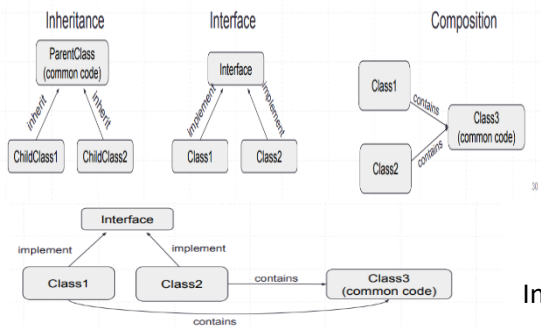 Inheritance
Interface
Composition
ParentClass
(common code)
inherit
inherit
ChildClass1
ChildClass2
Interface
implement
implement
Class1
Class2
Class1
contains
Class3
(common code)
contains
Class2
30
Interface
implement
implement
Class1
Class2
contains
Class3
(common code)
contains
In